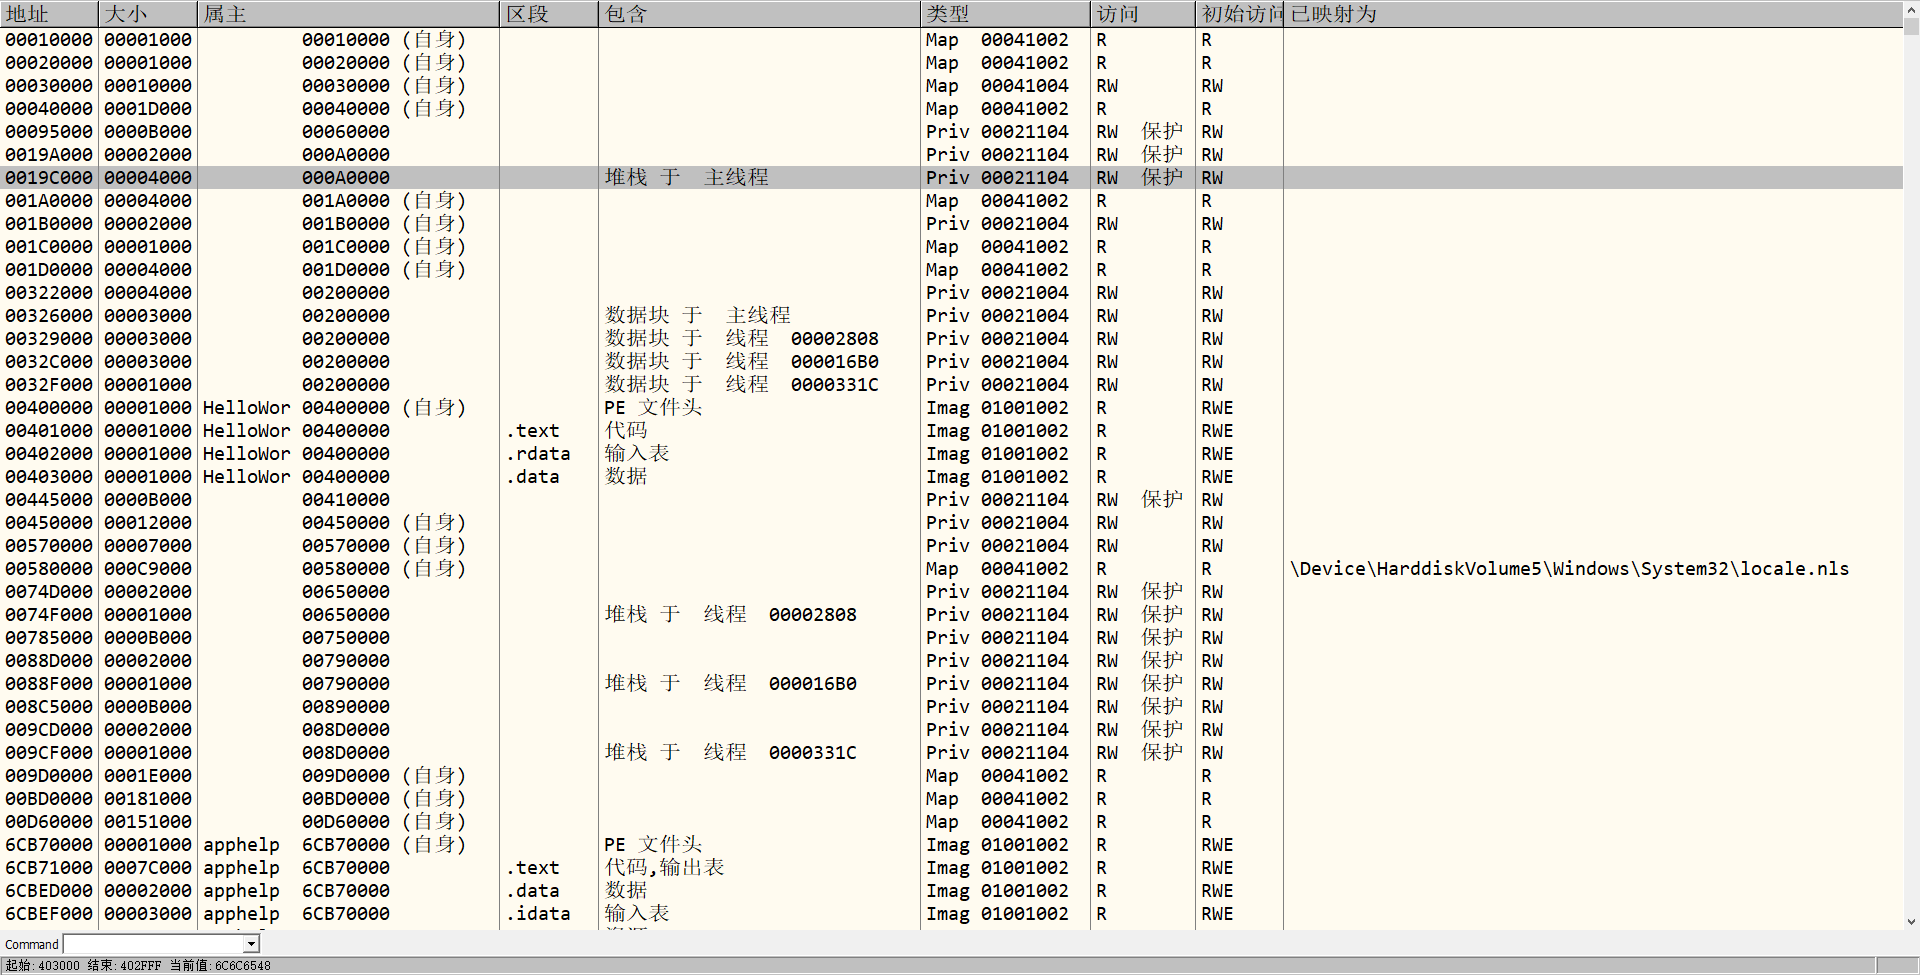 地址 大小 属主 区段 包含 类型 访问 初始访问 已映射为
00010000 00001000 00010000 (自身) Map 00041002 R R
00020000 00001000 00020000 (自身) Map 00041002 R R
00030000 00010000 00030000 (自身) Map 00041004 RW RW
00040000 0001D000 00040000 (自身) Map 00041002 R R
00095000 0000B000 00060000 Priv 00021104 RW 保护 RW
0019A000 00002000 000A0000 Priv 00021104 RW 保护 RW
0019C000 00004000 000A0000 堆栈 于 主线程 Priv 00021104 RW 保护 RW
001A0000 00004000 001A0000 (自身) Map 00041002 R R
001B0000 00002000 001B0000 (自身) Priv 00021004 RW RW
001C0000 00001000 001C0000 (自身) Map 00041002 R R
001D0000 00004000 001D0000 (自身) Map 00041002 R R
00322000 00004000 00200000 Priv 00021004 RW RW
00326000 00003000 00200000 数据块 于 主线程 Priv 00021004 RW RW
00329000 00003000 00200000 数据块 于 线程 00002808 Priv 00021004 RW RW
0032C000 00003000 00200000 数据块 于 线程 000016B0 Priv 00021004 RW RW
0032F000 00001000 00200000 数据块 于 线程 0000331C Priv 00021004 RW RW
00400000 00001000 HelloWor 00400000 (自身) PE 文件头 Imag 01001002 R RWE
00401000 00001000 HelloWor 00400000 .text 代码 Imag 01001002 R RWE
00402000 00001000 HelloWor 00400000 .rdata 输入表 Imag 01001002 R RWE
00403000 00001000 HelloWor 00400000 .data 数据 Imag 01001002 R RWE
00445000 0000B000 00410000 Priv 00021104 RW 保护 RW
00450000 00012000 00450000 (自身) Priv 00021004 RW RW
00570000 00007000 00570000 (自身) Priv 00021004 RW RW
00580000 000C9000 00580000 (自身) Map 00041002 R R \Device\HarddiskVolume5\Windows\System32\locale.nls
0074D000 00002000 00650000 Priv 00021104 RW 保护 RW
0074F000 00001000 00650000 堆栈 于 线程 00002808 Priv 00021104 RW 保护 RW
00785000 0000B000 00750000 Priv 00021104 RW 保护 RW
0088D000 00002000 00790000 Priv 00021104 RW 保护 RW
0088F000 00001000 00790000 堆栈 于 线程 000016B0 Priv 00021104 RW 保护 RW
008C5000 0000B000 00890000 Priv 00021104 RW 保护 RW
009CD000 00002000 008D0000 Priv 00021104 RW 保护 RW
009CF000 00001000 008D0000 堆栈 于 线程 0000331C Priv 00021104 RW 保护 RW
009D0000 0001E000 009D0000 (自身) Map 00041002 R R
00BD0000 00181000 00BD0000 (自身) Map 00041002 R R
00D60000 00151000 00D60000 (自身) Map 00041002 R R
6CB70000 00001000 apphelp 6CB70000 (自身) PE 文件头 Imag 01001002 R RWE
6CB71000 0007C000 apphelp 6CB70000 .text 代码,输出表 Imag 01001002 R RWE
6CBED000 00002000 apphelp 6CB70000 .data 数据 Imag 01001002 R RWE
6CBEF000 00003000 apphelp 6CB70000 .idata 输入表 Imag 01001002 R RWE
Command
起始:403000 结束:402FFF 当前值:6C6C6548